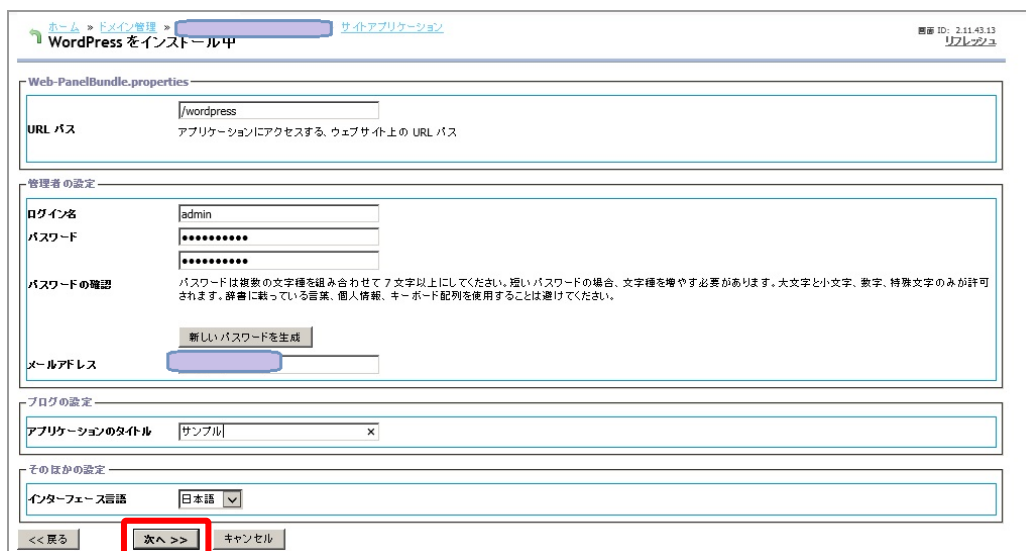 ホーム » ドメイン管理 » サイトアプリケーション
WordPress をインストール中
画面 ID: 2.11.43.13
リフレッシュ
Web-PanelBundle.properties
/wordpress
URL パス
アプリケーションにアクセスする、ウェブサイト上の URL パス
管理者の設定
ログイン名 admin
パスワード ••••••••••
••••••••••
パスワードの確認
パスワードは複数の文字種を組み合わせて 7 文字以上にしてください。短いパスワードの場合、文字種を増やす必要があります。大文字と小文字、数字、特殊文字のみが許可
されます。辞書に載っている言葉、個人情報、キーボード配列を使用することは避けてください。
新しいパスワードを生成
メールアドレス
ブログの設定
アプリケーションのタイトル サンプル x
そのほかの設定
インターフェース言語 日本語
<< 戻る 次へ >> キャンセル